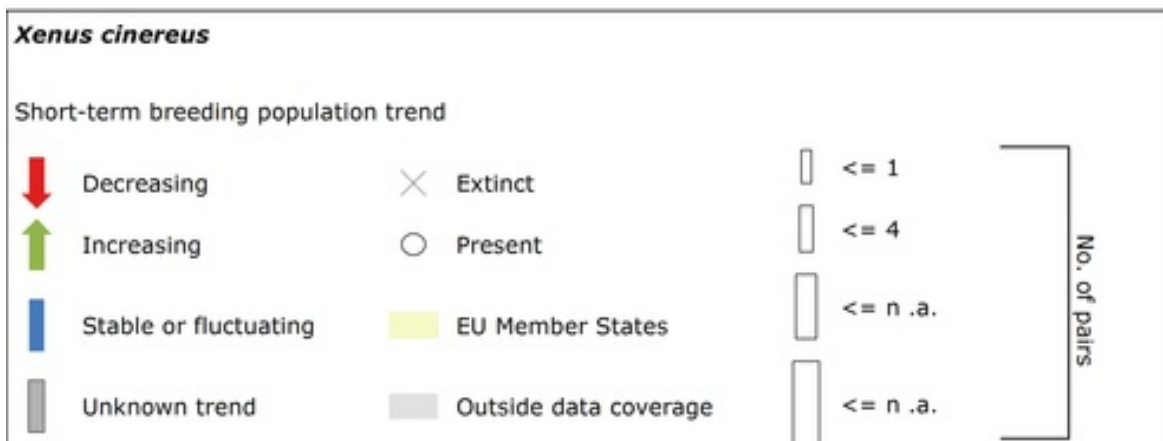 Xenus cinereus
Short-term breeding population trend
Decreasing
Extinct
<= 1
Increasing
Present
<= 4
Stable or fluctuating
EU Member States
<= n .a.
Unknown trend
Outside data coverage
<= n .a.
No. of pairs